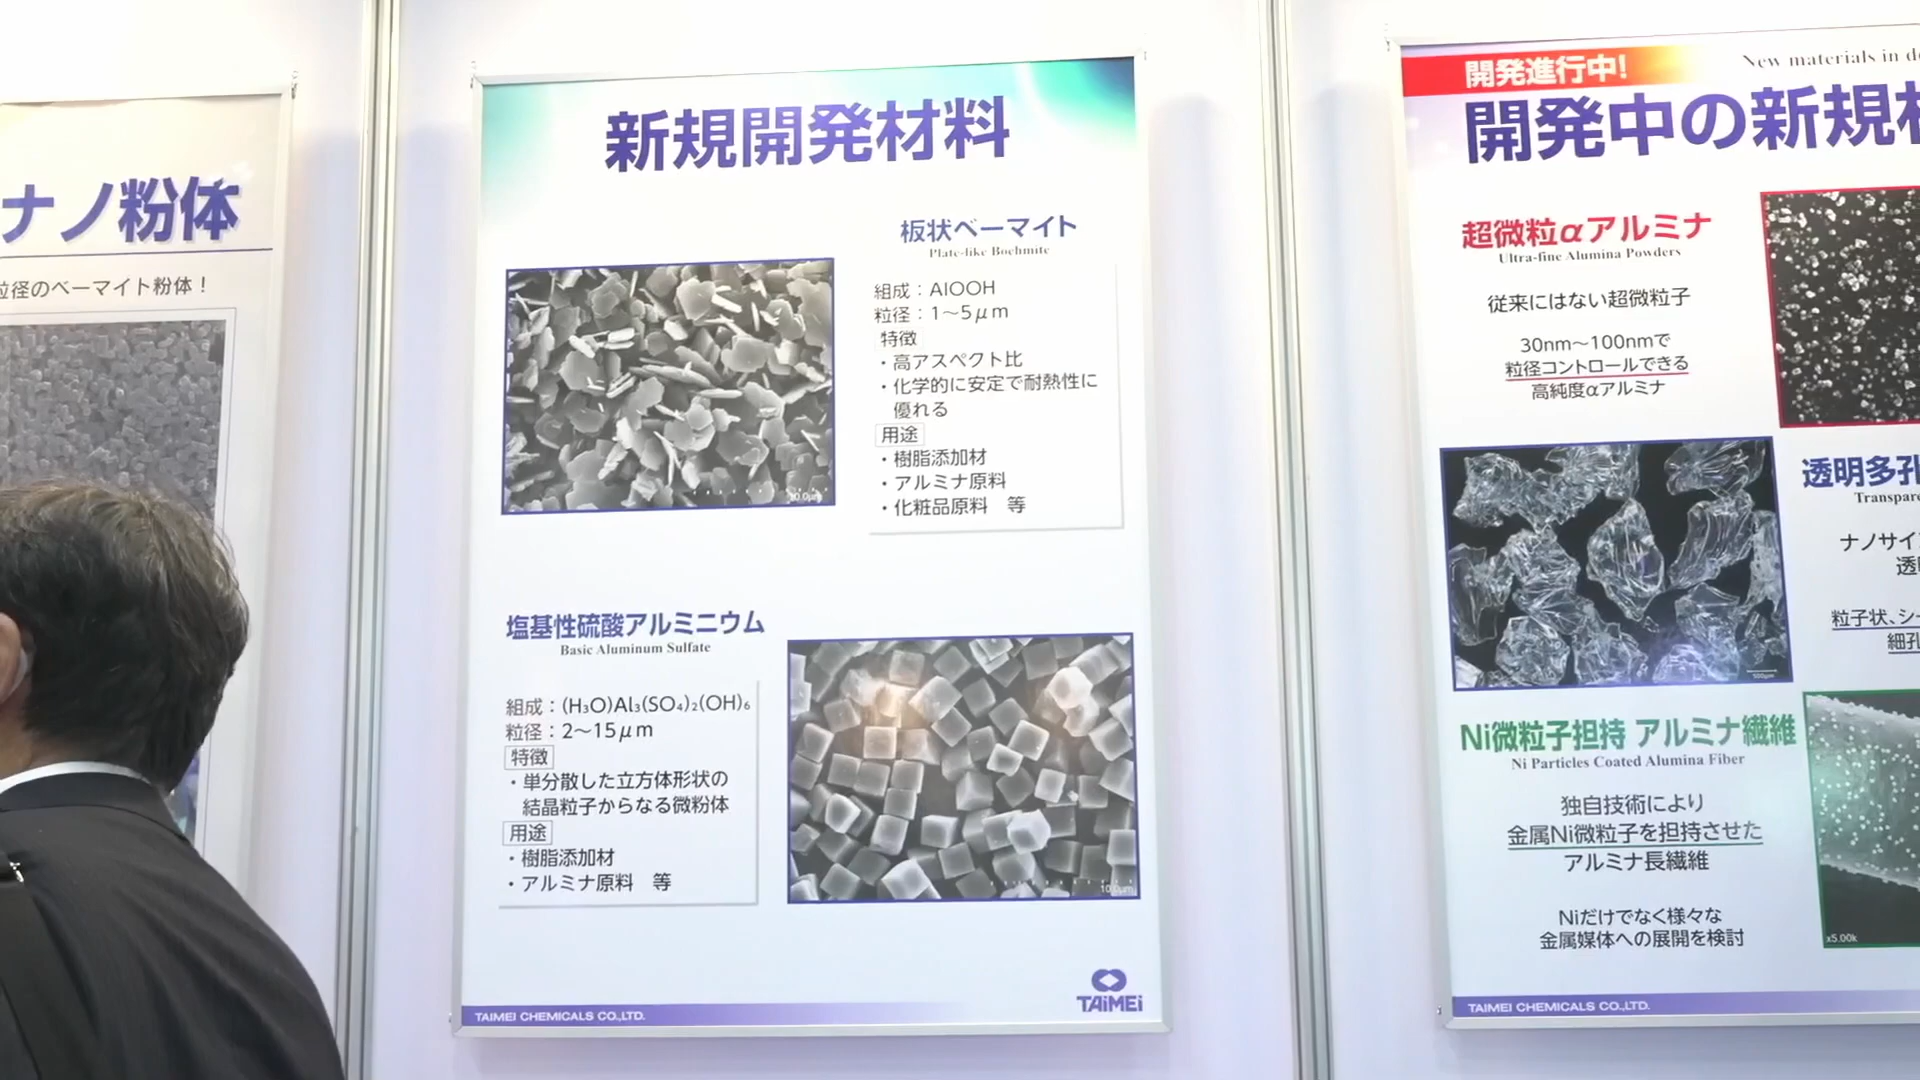 ナノ粉体
粒径のベーマイト粉体！
新規開発材料
板状ベーマイト
Plate-like Boehmite
組成：AlOOH
粒径：1～5μm
特徴
・高アスペクト比
・化学的に安定で耐熱性に
優れる
用途
・樹脂添加材
・アルミナ原料
・化粧品原料　等
10.0μm
塩基性硫酸アルミニウム
Basic Aluminum Sulfate
組成：(H₃O)Al₃(SO₄)₂(OH)₆
粒径：2～15μm
特徴
・単分散した立方体形状の
結晶粒子からなる微粉体
用途
・樹脂添加材
・アルミナ原料　等
10.0μm
TAIMEI
TAIMEI CHEMICALS CO.,LTD.
開発進行中!
New materials in
開発中の新規
超微粒αアルミナ
Ultra-fine Alumina Powders
従来にはない超微粒子
30nm～100nmで
粒径コントロールできる
高純度αアルミナ
500μm
透明多孔
ナノサイ
粒子状、シ
細孔
Ni微粒子担持 アルミナ繊維
Ni Particles Coated Alumina Fiber
独自技術により
金属Ni微粒子を担持させた
アルミナ長繊維
Niだけでなく様々な
金属媒体への展開を検討
x5.00k
TAIMEI CHEMICALS CO.,LTD.